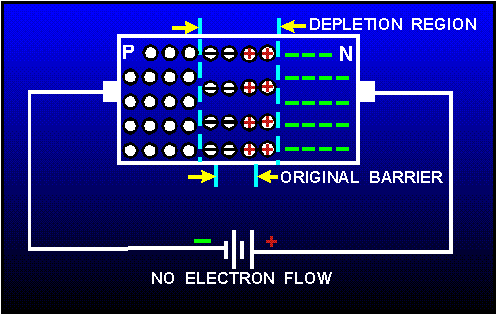 DEPLETION REGION
P
N
ORIGINAL BARRIER
− +
NO ELECTRON FLOW